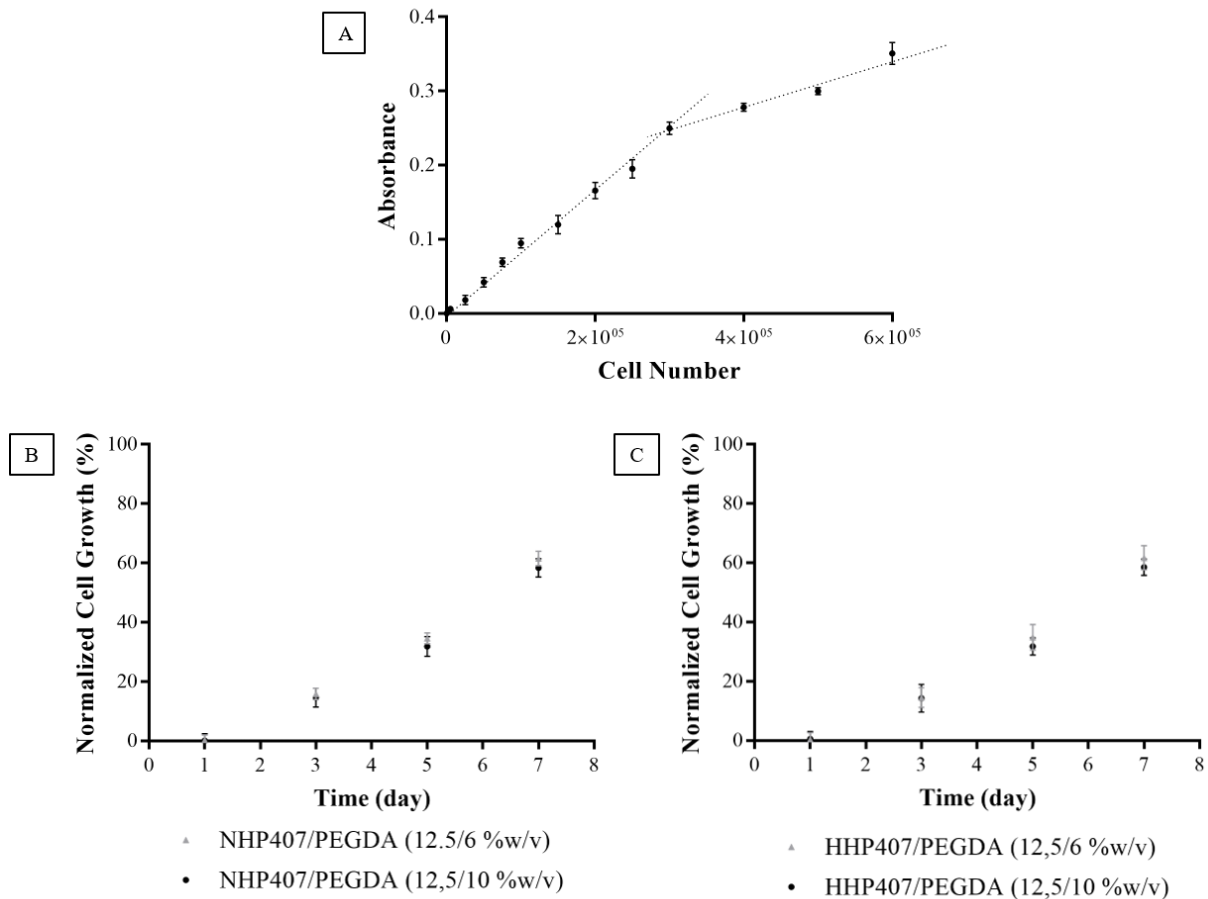 A
0.4
0.3
0.2
0.1
0.0
Absorbance
0 2×10⁰⁵ 4×10⁰⁵ 6×10⁰⁵
Cell Number
B
Normalized Cell Growth (%)
100
80
60
40
20
0
0 1 2 3 4 5 6 7 8
Time (day)
NHP407/PEGDA (12.5/6 %w/v)
NHP407/PEGDA (12,5/10 %w/v)
C
Normalized Cell Growth (%)
100
80
60
40
20
0
0 1 2 3 4 5 6 7 8
Time (day)
HHP407/PEGDA (12,5/6 %w/v)
HHP407/PEGDA (12,5/10 %w/v)